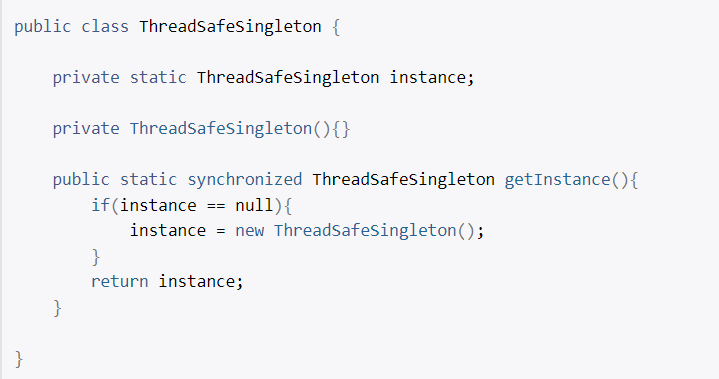 public class ThreadSafeSingleton {
private static ThreadSafeSingleton instance;
private ThreadSafeSingleton(){}
public static synchronized ThreadSafeSingleton getInstance(){
if(instance == null){
instance = new ThreadSafeSingleton();
}
return instance;
}
}